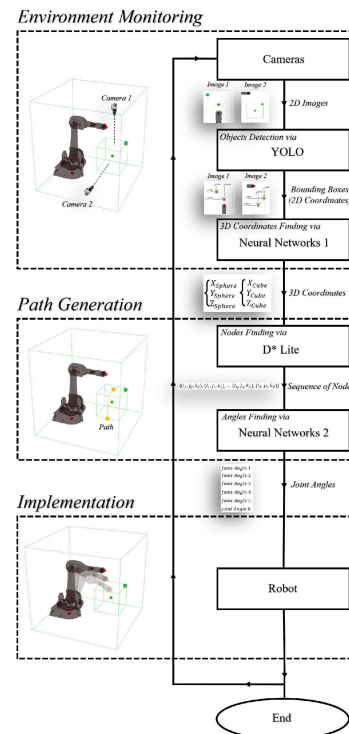 Environment Monitoring
Cameras
Camera 1
Camera 2
Image 1 Image 2
2D Images
Objects Detection via
YOLO
Image 1 Image 2
Bounding Boxes
(2D Coordinates)
3D Coordinates Finding via
Neural Networks 1
X_Sphere X_Cube
Y_Sphere Y_Cube
Z_Sphere Z_Cube
3D Coordinates
Path Generation
Nodes Finding via
D* Lite
Path
Sequence of Node
Angles Finding via
Neural Networks 2
Joint Angle 1
Joint Angle 2
Joint Angle 3
Joint Angle 4
Joint Angle 5
Joint Angle 6
Joint Angles
Implementation
Robot
End